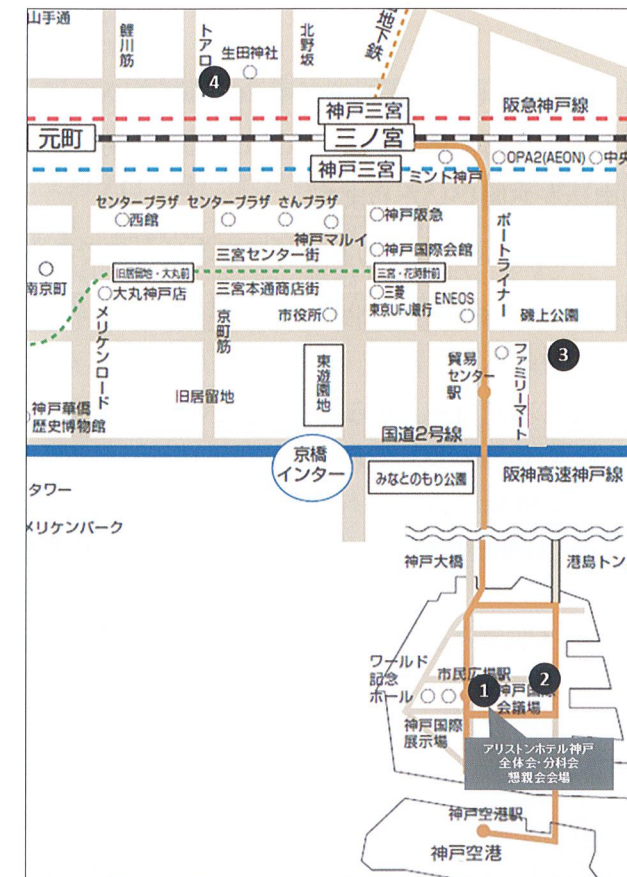 山手通
鯉川筋
トアロ
生田神社
北野坂
地下鉄
4
神戸三宮
阪急神戸線
元町
三ノ宮
神戸三宮
ミント神戸
OPA2(AEON)
中央
センタープラザ
西館
センタープラザ
さんプラザ
神戸阪急
神戸マルイ
三宮センター街
神戸国際会館
ポートライナー
旧居留地・大丸前
三宮・花時計前
南京町
大丸神戸店
三宮本通商店街
三菱
東京UFJ銀行
ENEOS
メリケンロード
京町筋
市役所
磯上公園
東遊園地
貿易
センター
駅
ファミリーマート
3
旧居留地
神戸華僑
歴史博物館
国道2号線
京橋
インター
みなとのもり公園
阪神高速神戸線
タワー
メリケンパーク
神戸大橋
港島トン
ワールド
記念
ホール
市民広場駅
1
2
神戸国際
会議場
神戸国際
展示場
アリストンホテル神戸
全体会・分科会
懇親会会場
神戸空港駅
神戸空港